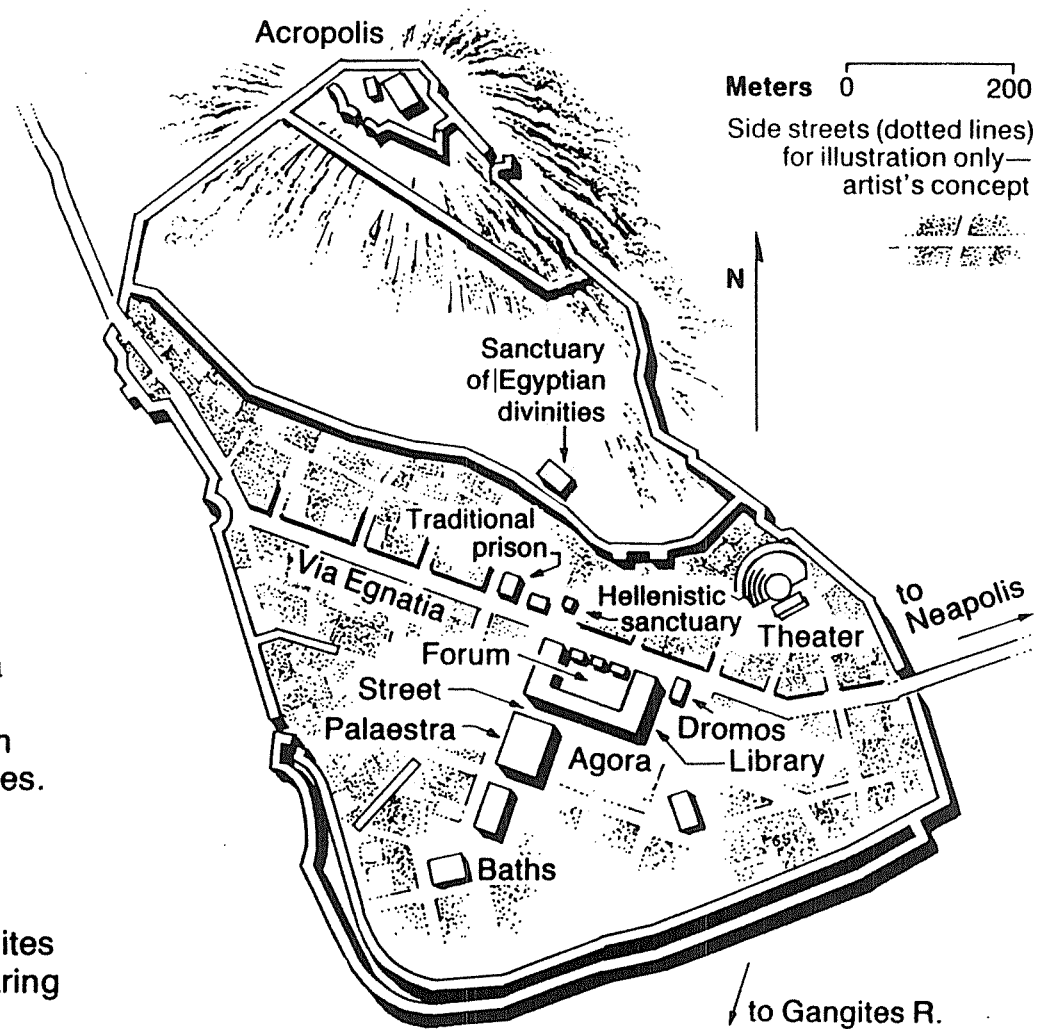 Acropolis
Meters 0 200
Side streets (dotted lines)
for illustration only—
artist's concept
N
Sanctuary
of Egyptian
divinities
Traditional
prison
Via Egnatia
Hellenistic
sanctuary
Theater
to
Neapolis
Forum
Street
Palaestra
Dromos
Agora
Library
es.
Baths
ites
ring
to Gangites R.